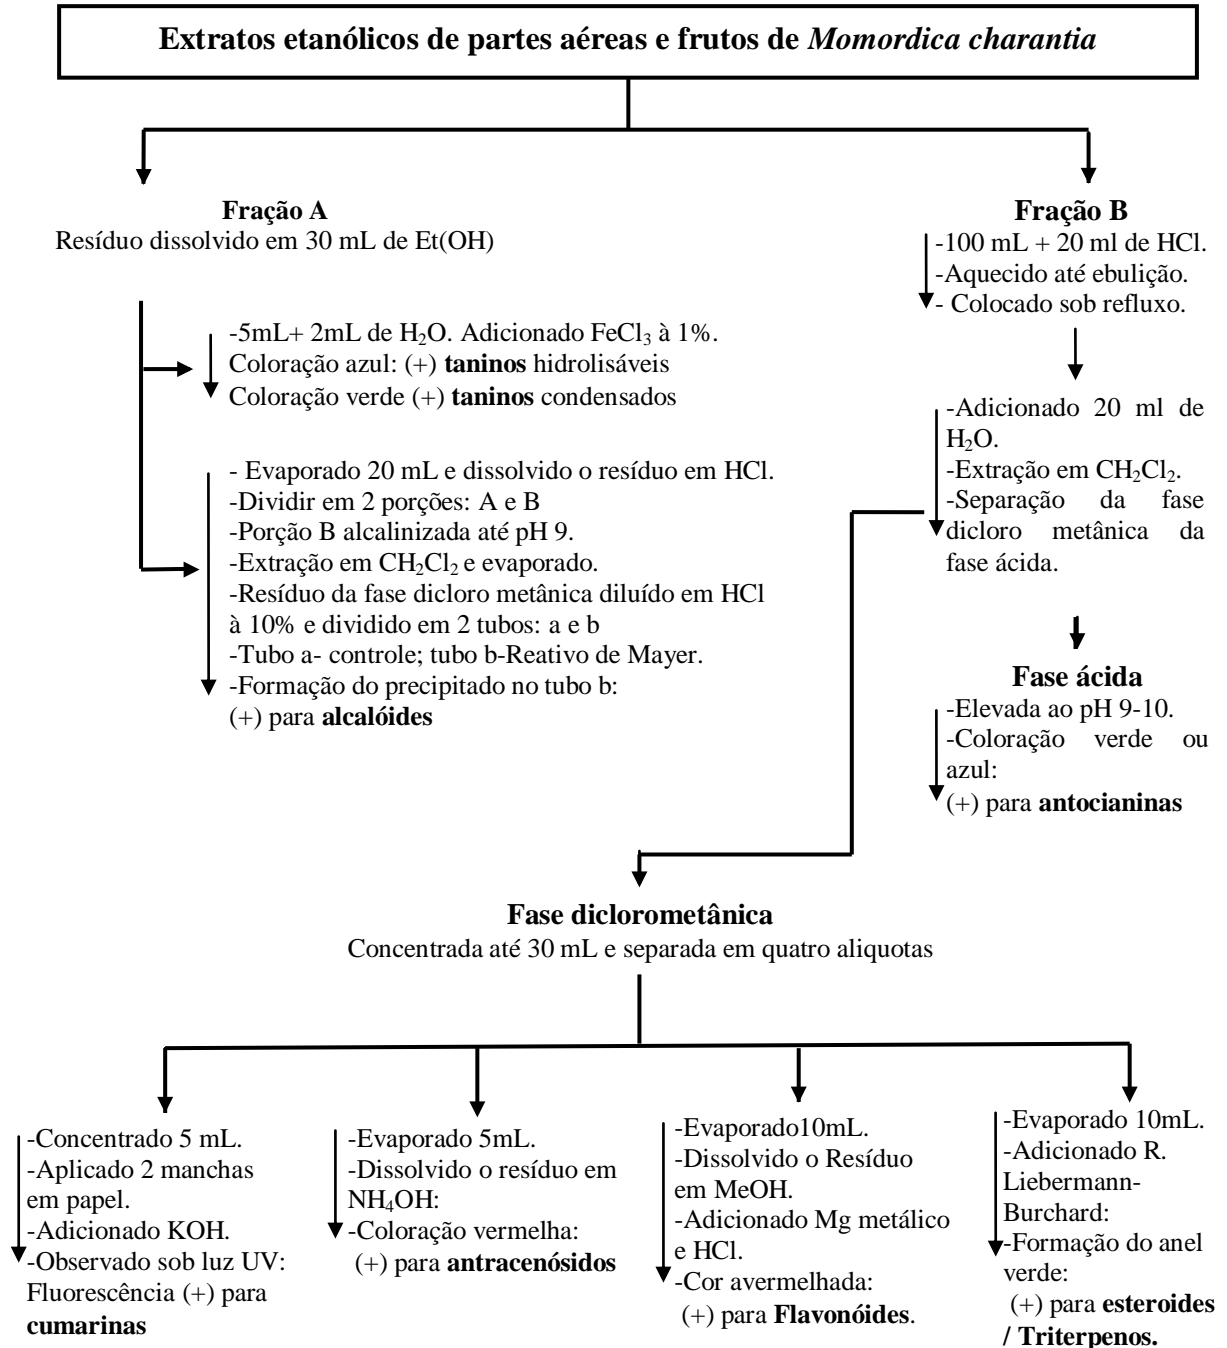 Extratos etanólicos de partes aéreas e frutos de Momordica charantia
Fração A
Resíduo dissolvido em 30 mL de Et(OH)
-5mL+ 2mL de H₂O. Adicionado FeCl₃ à 1%.
Coloração azul: (+) taninos hidrolisáveis
Coloração verde (+) taninos condensados
- Evaporado 20 mL e dissolvido o resíduo em HCl.
-Dividir em 2 porções: A e B
-Porção B alcalinizada até pH 9.
-Extração em CH₂Cl₂ e evaporado.
-Resíduo da fase dicloro metânica diluído em HCl
à 10% e dividido em 2 tubos: a e b
-Tubo a- controle; tubo b-Reativo de Mayer.
-Formação do precipitado no tubo b:
(+) para alcalóides
Fração B
-100 mL + 20 ml de HCl.
-Aquecido até ebulição.
- Colocado sob refluxo.
-Adicionado 20 ml de
H₂O.
-Extração em CH₂Cl₂.
-Separação da fase
dicloro metânica da
fase ácida.
Fase ácida
-Elevada ao pH 9-10.
-Coloração verde ou
azul:
(+) para antocianinas
Fase diclorometânica
Concentrada até 30 mL e separada em quatro aliquotas
-Concentrado 5 mL.
-Aplicado 2 manchas
em papel.
-Adicionado KOH.
-Observado sob luz UV:
Fluorescência (+) para
cumarinas
-Evaporado 5mL.
-Dissolvido o resíduo em
NH₄OH:
-Coloração vermelha:
(+) para antracenósidos
-Evaporado10mL.
-Dissolvido o Resíduo
em MeOH.
-Adicionado Mg metálico
e HCl.
-Cor avermelhada:
(+) para Flavonóides.
-Evaporado 10mL.
-Adicionado R.
Liebermann-
Burchard:
-Formação do anel
verde:
(+) para esteroides
/ Triterpenos.